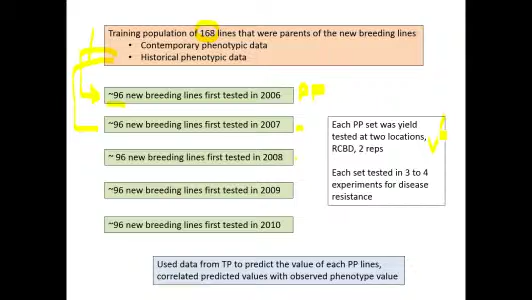 Training population of 168 lines that were parents of the new breeding lines
• Contemporary phenotypic data
• Historical phenotypic data
~96 new breeding lines first tested in 2006
PP
~96 new breeding lines first tested in 2007
~ 96 new breeding lines first tested in 2008
~96 new breeding lines first tested in 2009
~96 new breeding lines first tested in 2010
Each PP set was yield
tested at two locations,
RCBD, 2 reps
Each set tested in 3 to 4
experiments for disease
resistance
Used data from TP to predict the value of each PP lines,
correlated predicted values with observed phenotype value